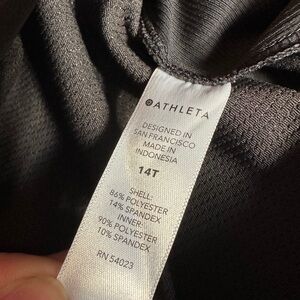 ATHLETA
DESIGNED IN
SAN FRANCISCO
MADE IN
INDONESIA
14T
SHELL:
86% POLYESTER
14% SPANDEX
INNER:
90% POLYESTER
10% SPANDEX
RN 54023